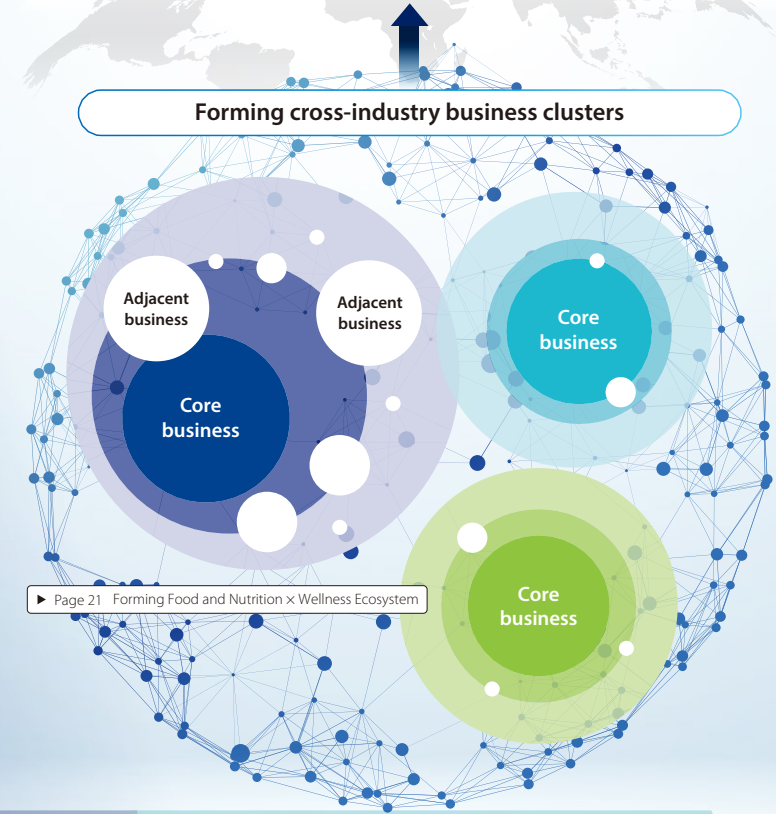 Forming cross-industry business clusters
Adjacent
business
Adjacent
business
Core
business
Core
business
Core
business
▶ Page 21 Forming Food and Nutrition × Wellness Ecosystem